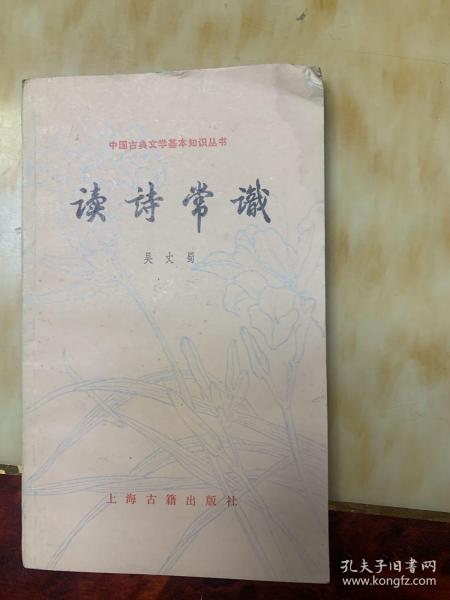 中国古典文学基本知识丛书
读诗常识
吴丈蜀
上海古籍出版社
孔夫子旧书网
www.kongfz.com